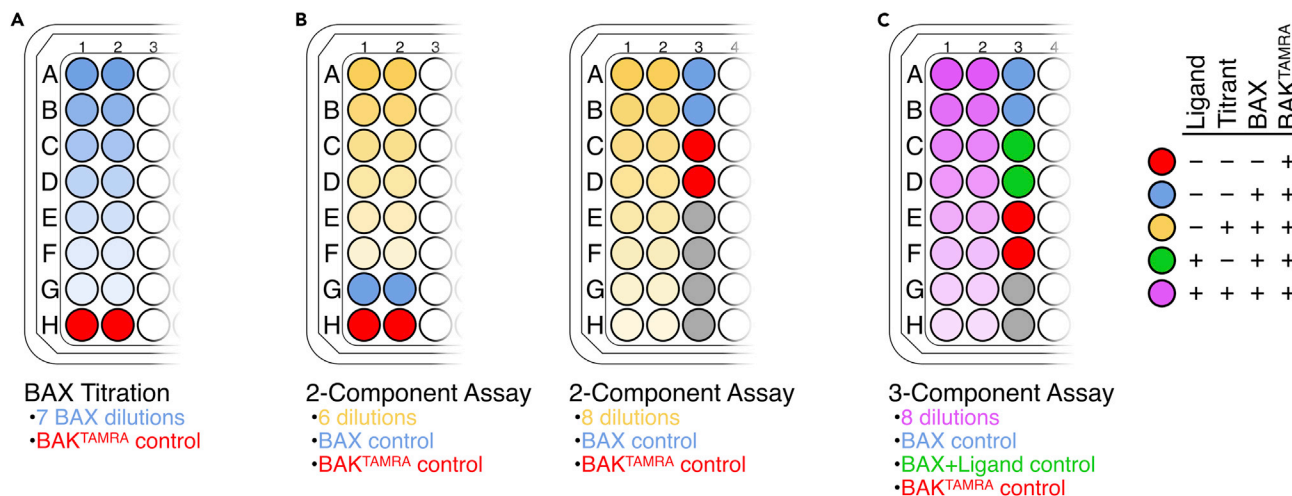 A
1 2 3
A
B
C
D
E
F
G
H
BAX Titration
•7 BAX dilutions
•BAKTAMRA control
B
1 2 3
A
B
C
D
E
F
G
H
2-Component Assay
•6 dilutions
•BAX control
•BAKTAMRA control
1 2 3 4
A
B
C
D
E
F
G
H
2-Component Assay
•8 dilutions
•BAX control
•BAKTAMRA control
C
1 2 3 4
A
B
C
D
E
F
G
H
3-Component Assay
•8 dilutions
•BAX control
•BAX+Ligand control
•BAKTAMRA control
Ligand
Titrant
BAX
BAKTAMRA
– – – +
– – + +
– + + +
+ – + +
+ + + +